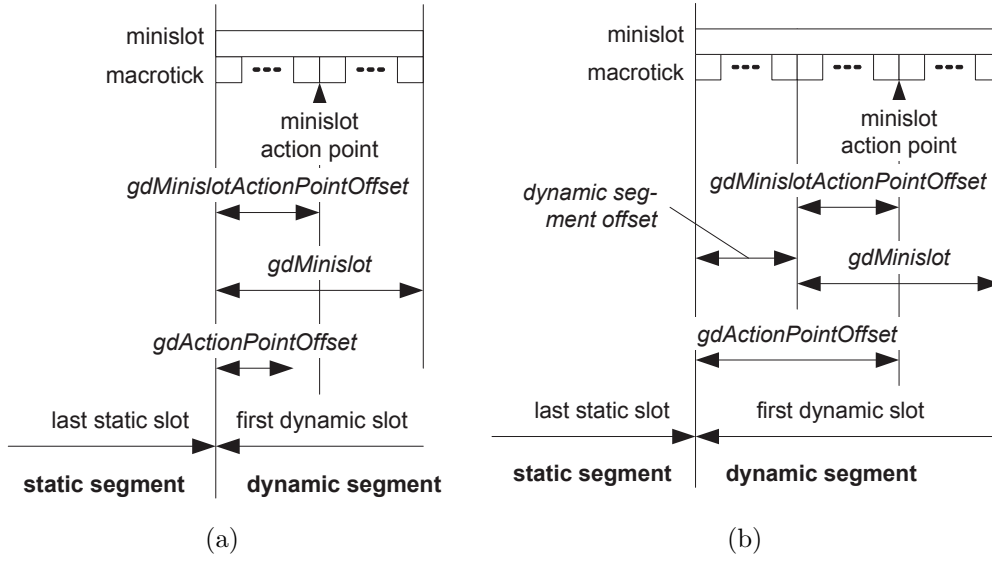 minislot
macrotick
minislot
action point
gdMinislotActionPointOffset
gdMinislot
gdActionPointOffset
last static slot
first dynamic slot
static segment
dynamic segment
(a)
minislot
macrotick
minislot
action point
gdMinislotActionPointOffset
dynamic seg-
ment offset
gdMinislot
gdActionPointOffset
last static slot
first dynamic slot
static segment
dynamic segment
(b)